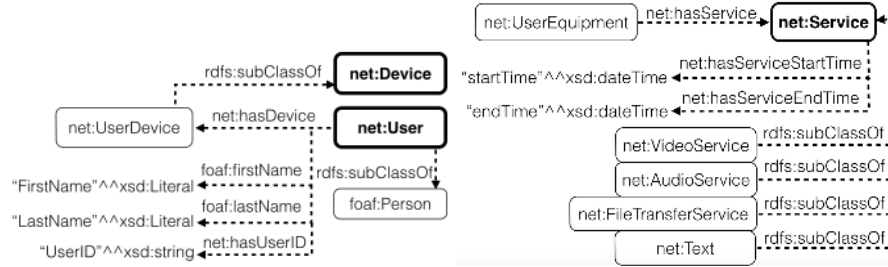 rdfs:subClassOf
net:Device
net:UserDevice
net:hasDevice
net:User
foaf:firstName
rdfs:subClassOf
"FirstName"^^xsd:Literal
foaf:lastName
foaf:Person
"LastName"^^xsd:Literal
net:hasUserID
"UserID"^^xsd:string
net:UserEquipment
net:hasService
net:Service
net:hasServiceStartTime
"startTime"^^xsd:dateTime
net:hasServiceEndTime
"endTime"^^xsd:dateTime
net:VideoService
rdfs:subClassOf
net:AudioService
rdfs:subClassOf
net:FileTransferService
rdfs:subClassOf
net:Text
rdfs:subClassOf